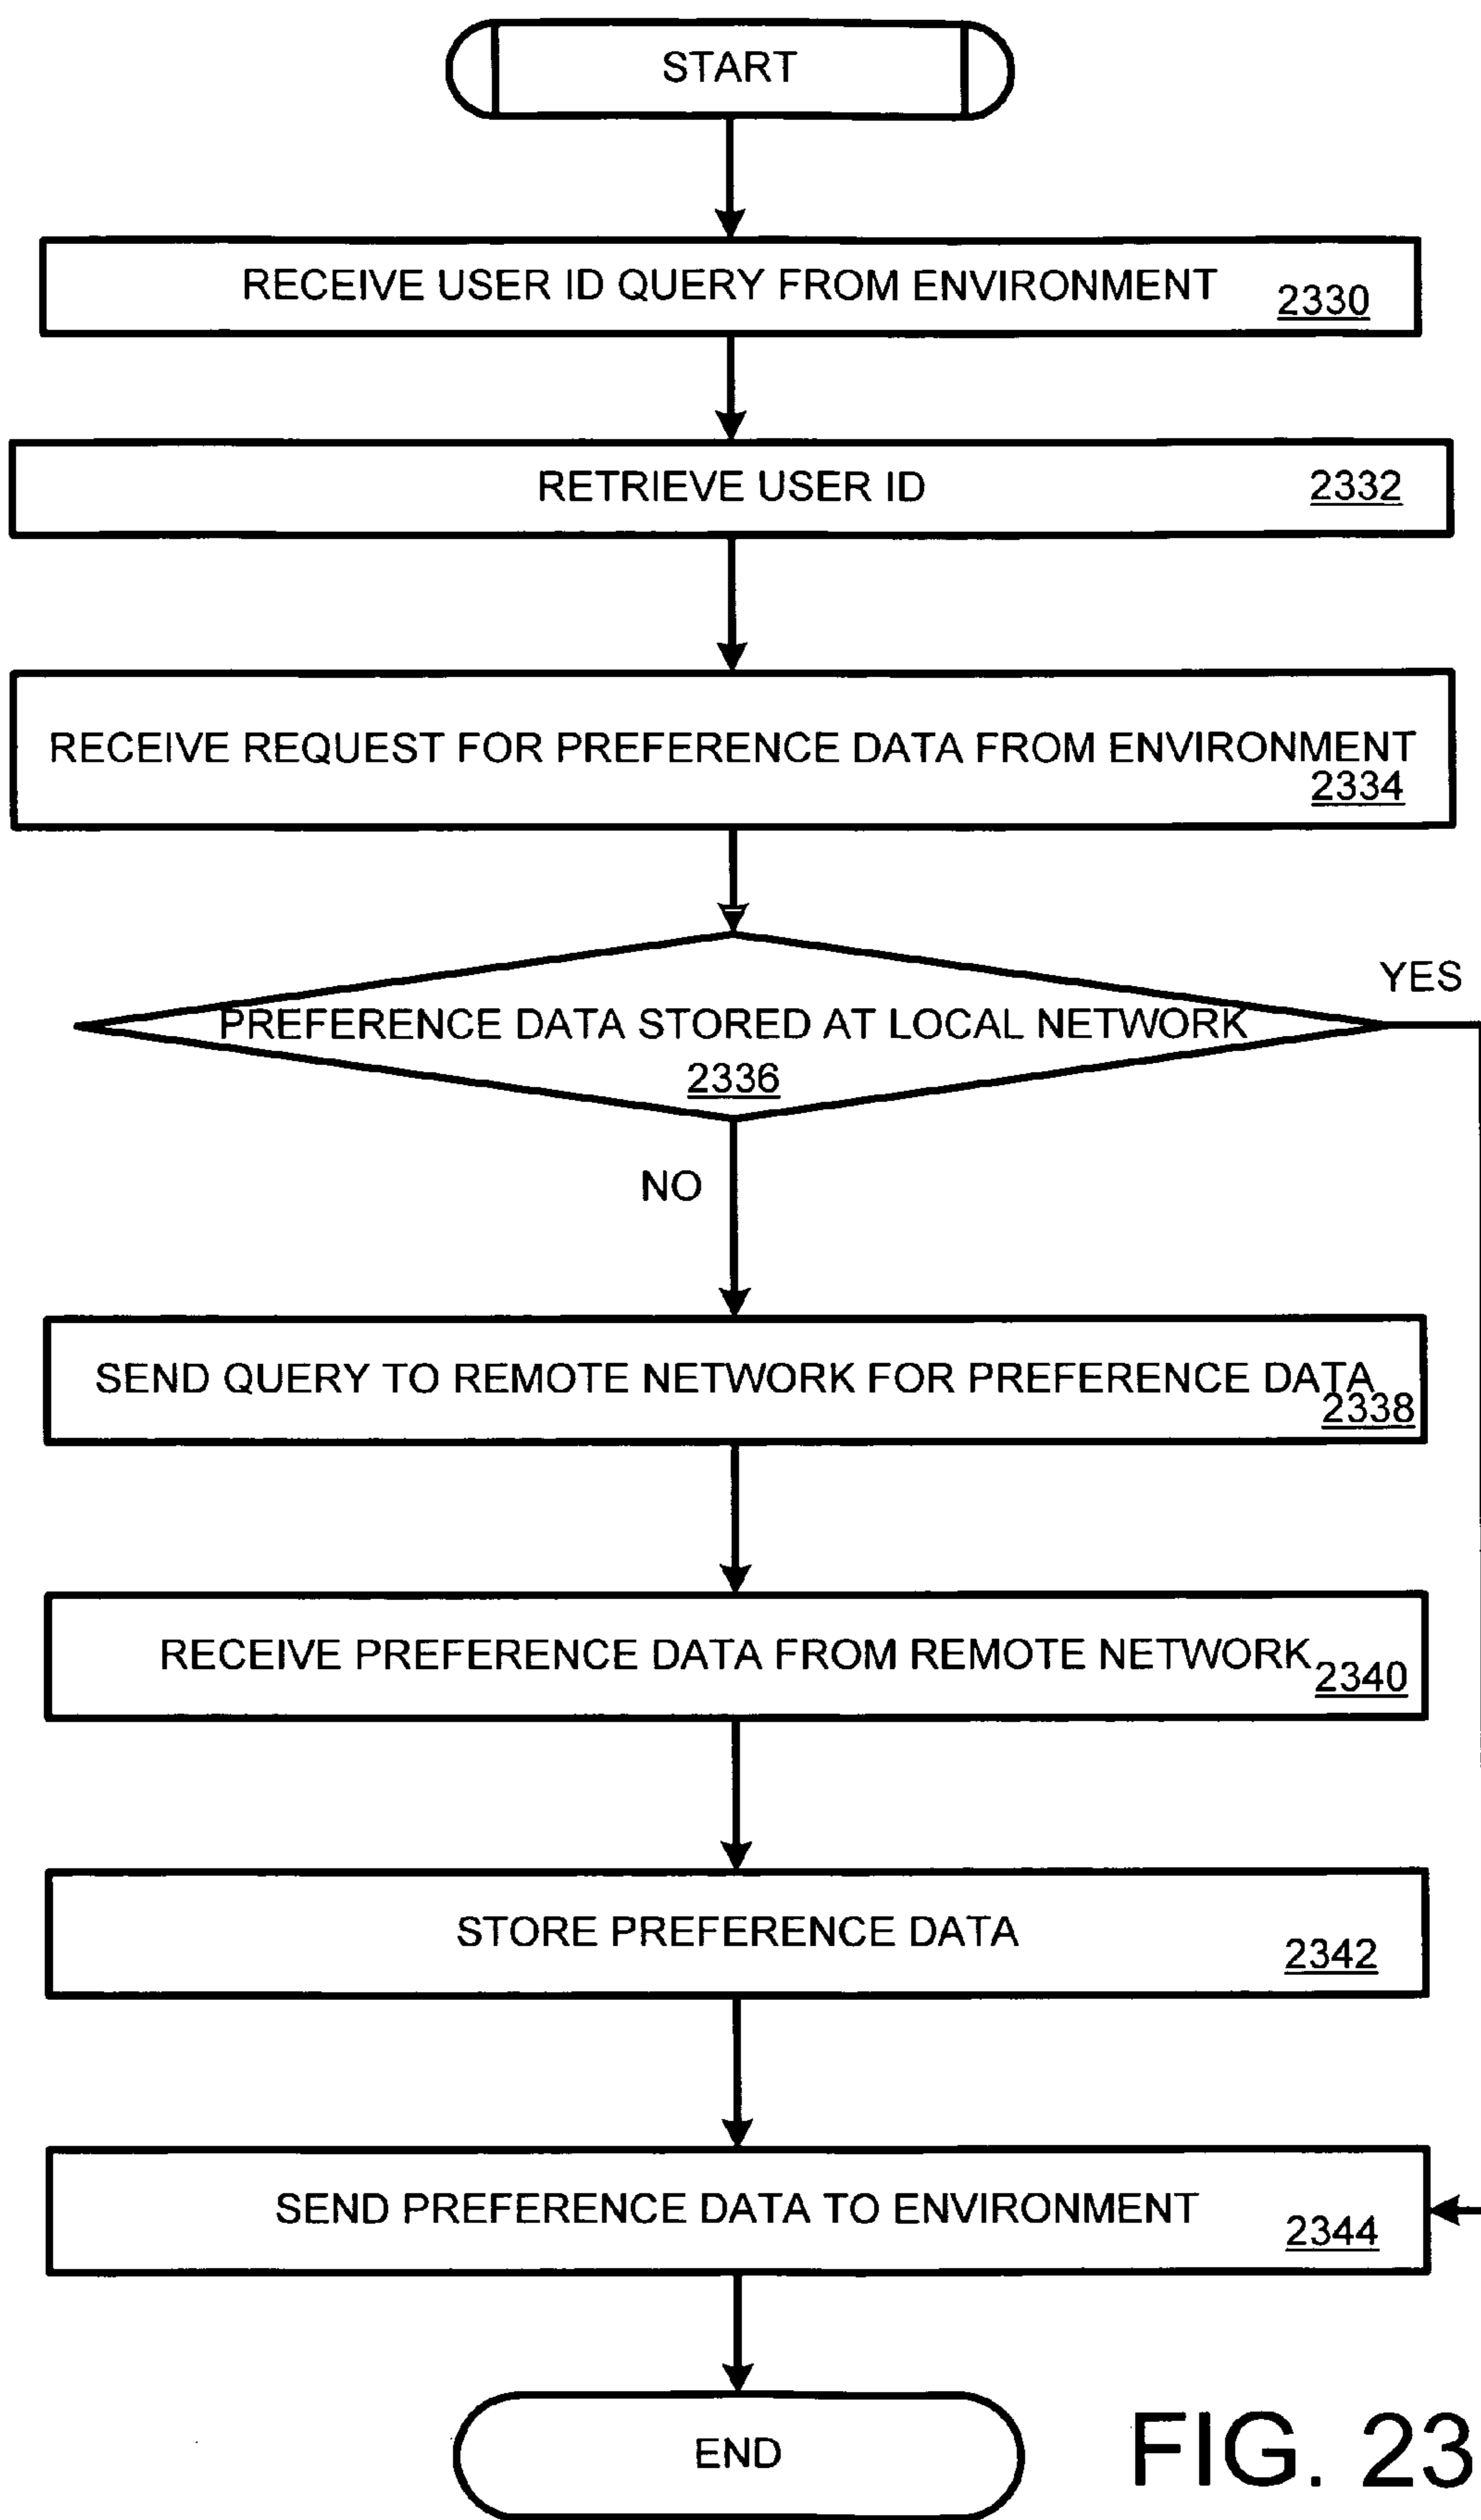 START
RECEIVE USER ID QUERY FROM ENVIRONMENT
2330
RETRIEVE USER ID
2332
RECEIVE REQUEST FOR PREFERENCE DATA FROM ENVIRONMENT
2334
YES
PREFERENCE DATA STORED AT LOCAL NETWORK
2336
NO
SEND QUERY TO REMOTE NETWORK FOR PREFERENCE DATA
2338
RECEIVE PREFERENCE DATA FROM REMOTE NETWORK
2340
STORE PREFERENCE DATA
2342
SEND PREFERENCE DATA TO ENVIRONMENT
2344
END
FIG. 23